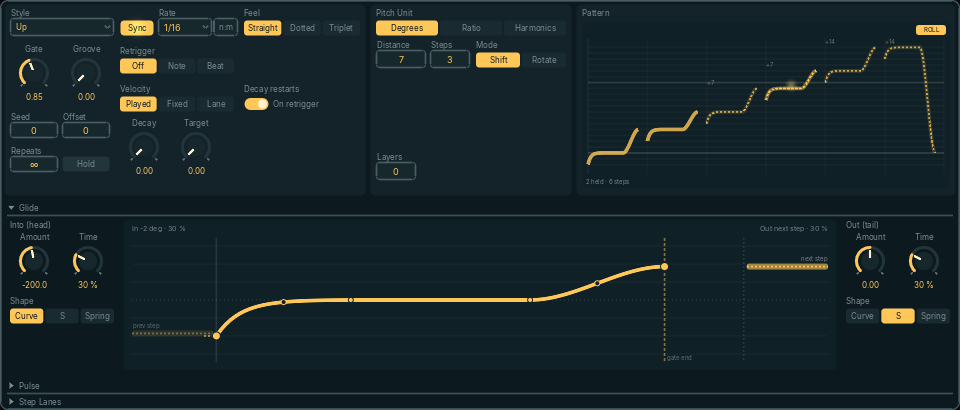 Style
Up
Sync
Rate
1/16
n:m
Feel
Straight
Dotted
Triplet
Gate
0.85
Groove
0.00
Retrigger
Off
Note
Beat
Velocity
Played
Fixed
Lane
Decay restarts
On retrigger
Seed
0
Offset
0
Decay
0.00
Target
0.00
Repeats
∞
Hold
Pitch Unit
Degrees
Ratio
Harmonics
Distance
7
Steps
3
Mode
Shift
Rotate
Layers
0
Pattern
ROLL
+7
+7
+14
+14
2 held · 6 steps
Glide
Into (head)
Amount
-200.0
Time
30 %
Shape
Curve
S
Spring
In -2 deg · 30 %
Out next step · 30 %
prev step
gate end
next step
Out (tail)
Amount
0.00
Time
30 %
Shape
Curve
S
Spring
Pulse
Step Lanes